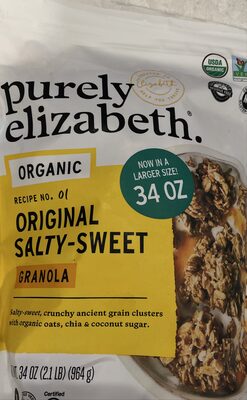 purely
elizabeth.
Elizabeth
USDA
ORGANIC
ORGANIC
RECIPE NO. 01
ORIGINAL
SALTY-SWEET
GRANOLA
NOW IN A
LARGER SIZE!
34 OZ
Salty-sweet, crunchy ancient grain clusters
with organic oats, chia & coconut sugar.
T. 34 OZ (2.1 LB) (964 g)
Certified